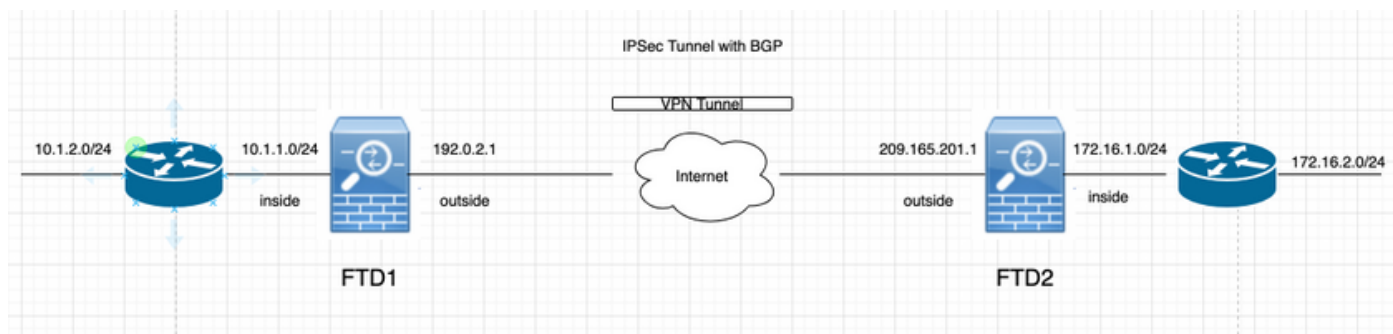 IPSec Tunnel with BGP
VPN Tunnel
10.1.2.0/24
10.1.1.0/24
192.0.2.1
209.165.201.1
172.16.1.0/24
172.16.2.0/24
Internet
inside
outside
outside
inside
FTD1
FTD2